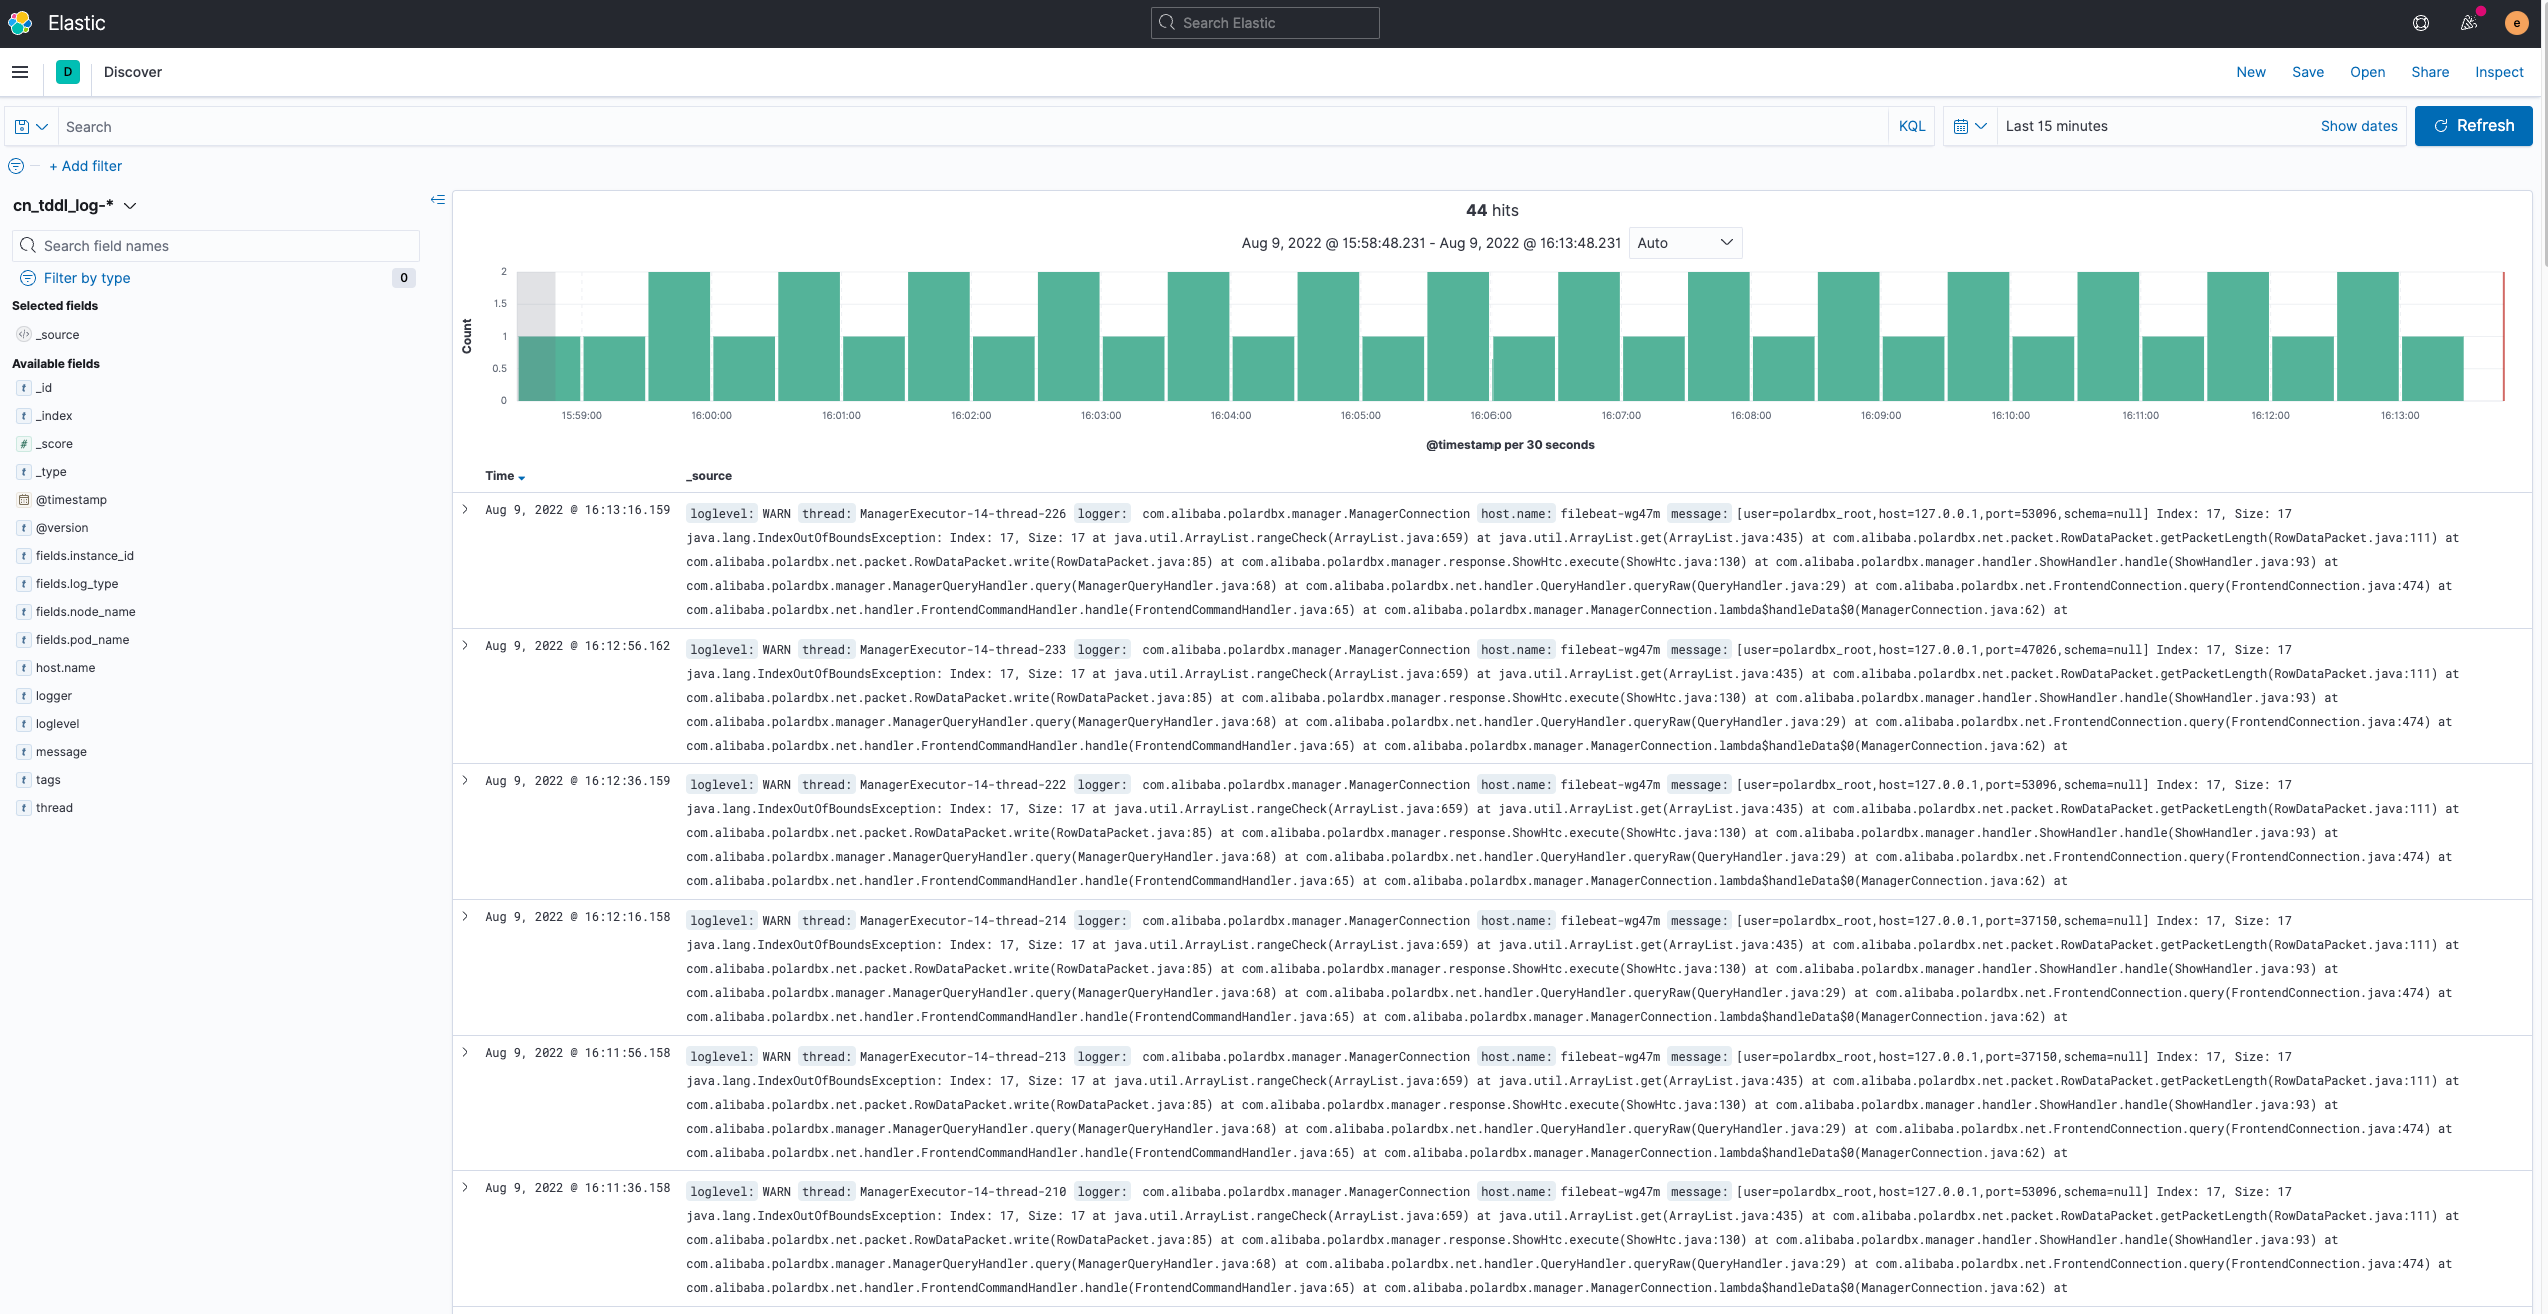 Elastic
Search Elastic
e
D
Discover
New Save Open Share Inspect
Search
KQL
Last 15 minutes
Show dates
Refresh
+ Add filter
cn_tddl_log-*
Search field names
Filter by type 0
Selected fields
_source
Available fields
t _id
t _index
# _score
t _type
@timestamp
t @version
t fields.instance_id
t fields.log_type
t fields.node_name
t fields.pod_name
t host.name
t logger
t loglevel
t message
t tags
t thread
44 hits
Aug 9, 2022 @ 15:58:48.231 - Aug 9, 2022 @ 16:13:48.231 Auto
Count
2
1.5
1
0.5
0
15:59:00 16:00:00 16:01:00 16:02:00 16:03:00 16:04:00 16:05:00 16:06:00 16:07:00 16:08:00 16:09:00 16:10:00 16:11:00 16:12:00 16:13:00
@timestamp per 30 seconds
Time _source
Aug 9, 2022 @ 16:13:16.159 loglevel: WARN thread: ManagerExecutor-14-thread-226 logger: com.alibaba.polardbx.manager.ManagerConnection host.name: filebeat-wg47m message: [user=polardbx_root,host=127.0.0.1,port=53096,schema=null] Index: 17, Size: 17
java.lang.IndexOutOfBoundsException: Index: 17, Size: 17 at java.util.ArrayList.rangeCheck(ArrayList.java:659) at java.util.ArrayList.get(ArrayList.java:435) at com.alibaba.polardbx.net.packet.RowDataPacket.getPacketLength(RowDataPacket.java:111) at
com.alibaba.polardbx.net.packet.RowDataPacket.write(RowDataPacket.java:85) at com.alibaba.polardbx.manager.response.ShowHtc.execute(ShowHtc.java:130) at com.alibaba.polardbx.manager.handler.ShowHandler.handle(ShowHandler.java:93) at
com.alibaba.polardbx.manager.ManagerQueryHandler.query(ManagerQueryHandler.java:68) at com.alibaba.polardbx.net.handler.QueryHandler.queryRaw(QueryHandler.java:29) at com.alibaba.polardbx.net.FrontendConnection.query(FrontendConnection.java:474) at
com.alibaba.polardbx.net.handler.FrontendCommandHandler.handle(FrontendCommandHandler.java:65) at com.alibaba.polardbx.manager.ManagerConnection.lambda$handleData$0(ManagerConnection.java:62) at
Aug 9, 2022 @ 16:12:56.162 loglevel: WARN thread: ManagerExecutor-14-thread-233 logger: com.alibaba.polardbx.manager.ManagerConnection host.name: filebeat-wg47m message: [user=polardbx_root,host=127.0.0.1,port=47026,schema=null] Index: 17, Size: 17
java.lang.IndexOutOfBoundsException: Index: 17, Size: 17 at java.util.ArrayList.rangeCheck(ArrayList.java:659) at java.util.ArrayList.get(ArrayList.java:435) at com.alibaba.polardbx.net.packet.RowDataPacket.getPacketLength(RowDataPacket.java:111) at
com.alibaba.polardbx.net.packet.RowDataPacket.write(RowDataPacket.java:85) at com.alibaba.polardbx.manager.response.ShowHtc.execute(ShowHtc.java:130) at com.alibaba.polardbx.manager.handler.ShowHandler.handle(ShowHandler.java:93) at
com.alibaba.polardbx.manager.ManagerQueryHandler.query(ManagerQueryHandler.java:68) at com.alibaba.polardbx.net.handler.QueryHandler.queryRaw(QueryHandler.java:29) at com.alibaba.polardbx.net.FrontendConnection.query(FrontendConnection.java:474) at
com.alibaba.polardbx.net.handler.FrontendCommandHandler.handle(FrontendCommandHandler.java:65) at com.alibaba.polardbx.manager.ManagerConnection.lambda$handleData$0(ManagerConnection.java:62) at
Aug 9, 2022 @ 16:12:36.159 loglevel: WARN thread: ManagerExecutor-14-thread-222 logger: com.alibaba.polardbx.manager.ManagerConnection host.name: filebeat-wg47m message: [user=polardbx_root,host=127.0.0.1,port=53096,schema=null] Index: 17, Size: 17
java.lang.IndexOutOfBoundsException: Index: 17, Size: 17 at java.util.ArrayList.rangeCheck(ArrayList.java:659) at java.util.ArrayList.get(ArrayList.java:435) at com.alibaba.polardbx.net.packet.RowDataPacket.getPacketLength(RowDataPacket.java:111) at
com.alibaba.polardbx.net.packet.RowDataPacket.write(RowDataPacket.java:85) at com.alibaba.polardbx.manager.response.ShowHtc.execute(ShowHtc.java:130) at com.alibaba.polardbx.manager.handler.ShowHandler.handle(ShowHandler.java:93) at
com.alibaba.polardbx.manager.ManagerQueryHandler.query(ManagerQueryHandler.java:68) at com.alibaba.polardbx.net.handler.QueryHandler.queryRaw(QueryHandler.java:29) at com.alibaba.polardbx.net.FrontendConnection.query(FrontendConnection.java:474) at
com.alibaba.polardbx.net.handler.FrontendCommandHandler.handle(FrontendCommandHandler.java:65) at com.alibaba.polardbx.manager.ManagerConnection.lambda$handleData$0(ManagerConnection.java:62) at
Aug 9, 2022 @ 16:12:16.158 loglevel: WARN thread: ManagerExecutor-14-thread-214 logger: com.alibaba.polardbx.manager.ManagerConnection host.name: filebeat-wg47m message: [user=polardbx_root,host=127.0.0.1,port=37150,schema=null] Index: 17, Size: 17
java.lang.IndexOutOfBoundsException: Index: 17, Size: 17 at java.util.ArrayList.rangeCheck(ArrayList.java:659) at java.util.ArrayList.get(ArrayList.java:435) at com.alibaba.polardbx.net.packet.RowDataPacket.getPacketLength(RowDataPacket.java:111) at
com.alibaba.polardbx.net.packet.RowDataPacket.write(RowDataPacket.java:85) at com.alibaba.polardbx.manager.response.ShowHtc.execute(ShowHtc.java:130) at com.alibaba.polardbx.manager.handler.ShowHandler.handle(ShowHandler.java:93) at
com.alibaba.polardbx.manager.ManagerQueryHandler.query(ManagerQueryHandler.java:68) at com.alibaba.polardbx.net.handler.QueryHandler.queryRaw(QueryHandler.java:29) at com.alibaba.polardbx.net.FrontendConnection.query(FrontendConnection.java:474) at
com.alibaba.polardbx.net.handler.FrontendCommandHandler.handle(FrontendCommandHandler.java:65) at com.alibaba.polardbx.manager.ManagerConnection.lambda$handleData$0(ManagerConnection.java:62) at
Aug 9, 2022 @ 16:11:56.158 loglevel: WARN thread: ManagerExecutor-14-thread-213 logger: com.alibaba.polardbx.manager.ManagerConnection host.name: filebeat-wg47m message: [user=polardbx_root,host=127.0.0.1,port=37150,schema=null] Index: 17, Size: 17
java.lang.IndexOutOfBoundsException: Index: 17, Size: 17 at java.util.ArrayList.rangeCheck(ArrayList.java:659) at java.util.ArrayList.get(ArrayList.java:435) at com.alibaba.polardbx.net.packet.RowDataPacket.getPacketLength(RowDataPacket.java:111) at
com.alibaba.polardbx.net.packet.RowDataPacket.write(RowDataPacket.java:85) at com.alibaba.polardbx.manager.response.ShowHtc.execute(ShowHtc.java:130) at com.alibaba.polardbx.manager.handler.ShowHandler.handle(ShowHandler.java:93) at
com.alibaba.polardbx.manager.ManagerQueryHandler.query(ManagerQueryHandler.java:68) at com.alibaba.polardbx.net.handler.QueryHandler.queryRaw(QueryHandler.java:29) at com.alibaba.polardbx.net.FrontendConnection.query(FrontendConnection.java:474) at
com.alibaba.polardbx.net.handler.FrontendCommandHandler.handle(FrontendCommandHandler.java:65) at com.alibaba.polardbx.manager.ManagerConnection.lambda$handleData$0(ManagerConnection.java:62) at
Aug 9, 2022 @ 16:11:36.158 loglevel: WARN thread: ManagerExecutor-14-thread-210 logger: com.alibaba.polardbx.manager.ManagerConnection host.name: filebeat-wg47m message: [user=polardbx_root,host=127.0.0.1,port=53096,schema=null] Index: 17, Size: 17
java.lang.IndexOutOfBoundsException: Index: 17, Size: 17 at java.util.ArrayList.rangeCheck(ArrayList.java:659) at java.util.ArrayList.get(ArrayList.java:435) at com.alibaba.polardbx.net.packet.RowDataPacket.getPacketLength(RowDataPacket.java:111) at
com.alibaba.polardbx.net.packet.RowDataPacket.write(RowDataPacket.java:85) at com.alibaba.polardbx.manager.response.ShowHtc.execute(ShowHtc.java:130) at com.alibaba.polardbx.manager.handler.ShowHandler.handle(ShowHandler.java:93) at
com.alibaba.polardbx.manager.ManagerQueryHandler.query(ManagerQueryHandler.java:68) at com.alibaba.polardbx.net.handler.QueryHandler.queryRaw(QueryHandler.java:29) at com.alibaba.polardbx.net.FrontendConnection.query(FrontendConnection.java:474) at
com.alibaba.polardbx.net.handler.FrontendCommandHandler.handle(FrontendCommandHandler.java:65) at com.alibaba.polardbx.manager.ManagerConnection.lambda$handleData$0(ManagerConnection.java:62) at